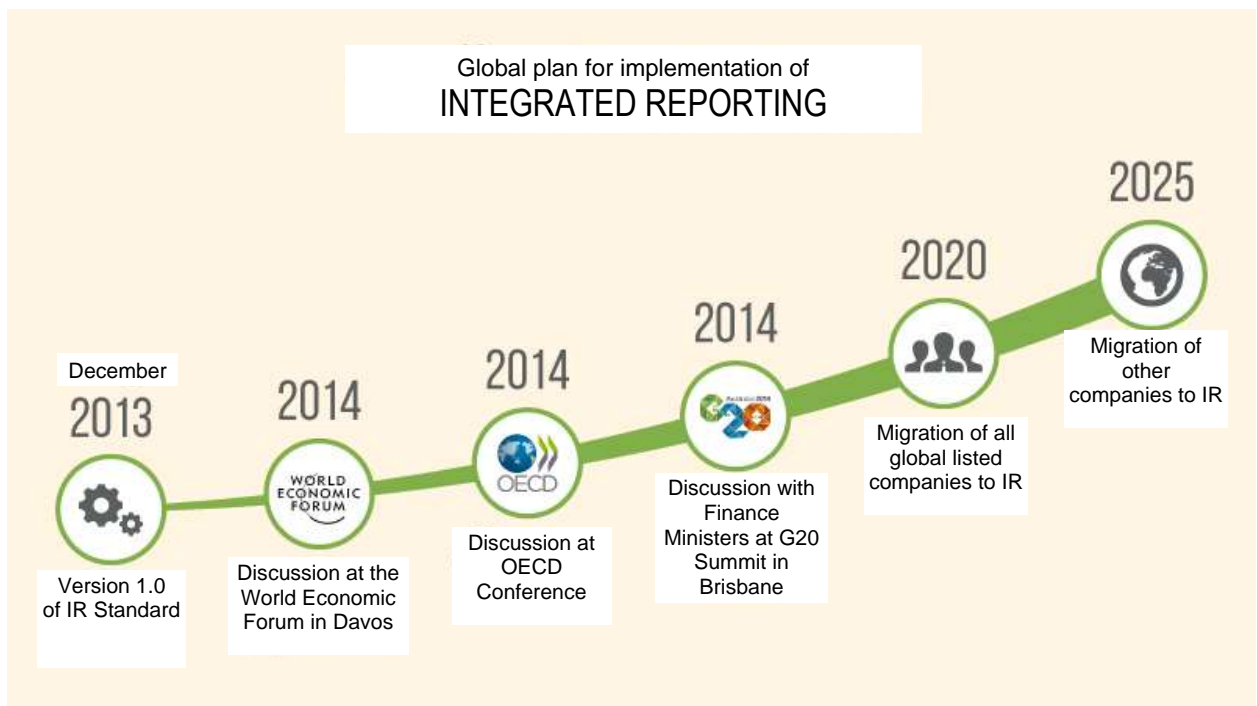 Global plan for implementation of
INTEGRATED REPORTING
December
2013
Version 1.0
of IR Standard
2014
WORLD
ECONOMIC
FORUM
Discussion at the
World Economic
Forum in Davos
2014
OECD
Discussion at
OECD
Conference
2014
Australia 2014
G20
Discussion with
Finance
Ministers at G20
Summit in
Brisbane
2020
Migration of all
global listed
companies to IR
2025
Migration of
other
companies to IR